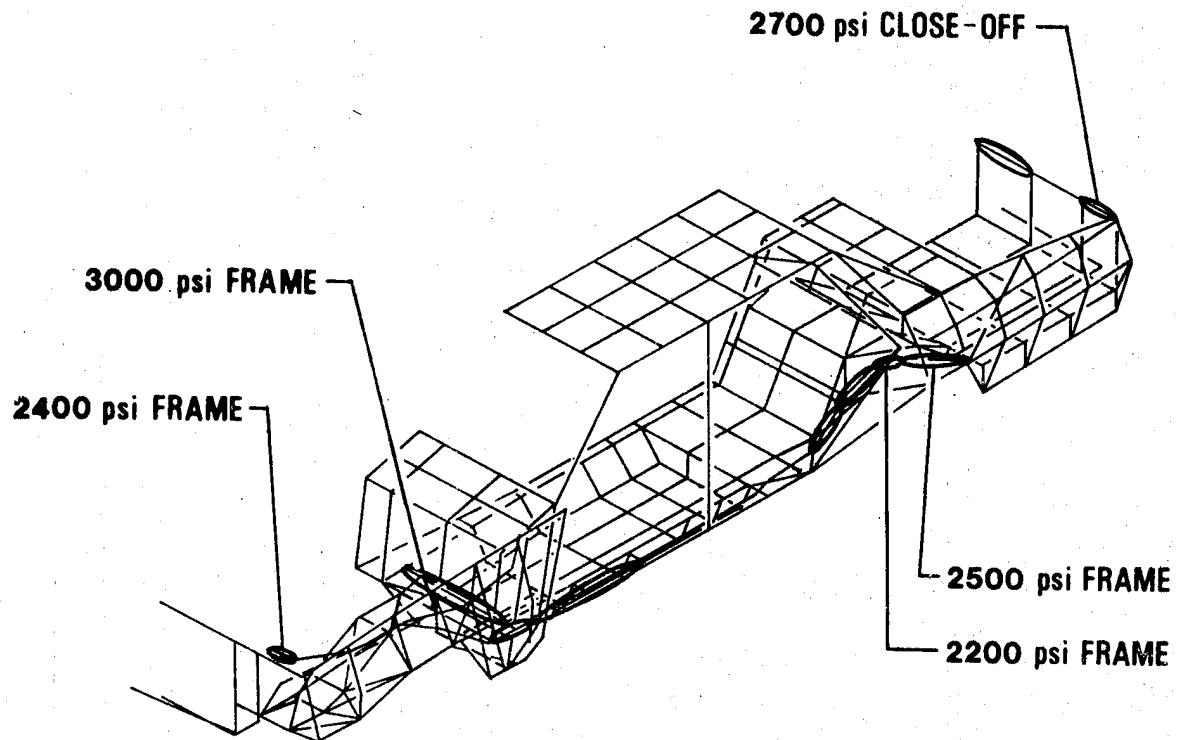 2700 psi CLOSE-OFF
3000 psi FRAME
2400 psi FRAME
2500 psi FRAME
2200 psi FRAME